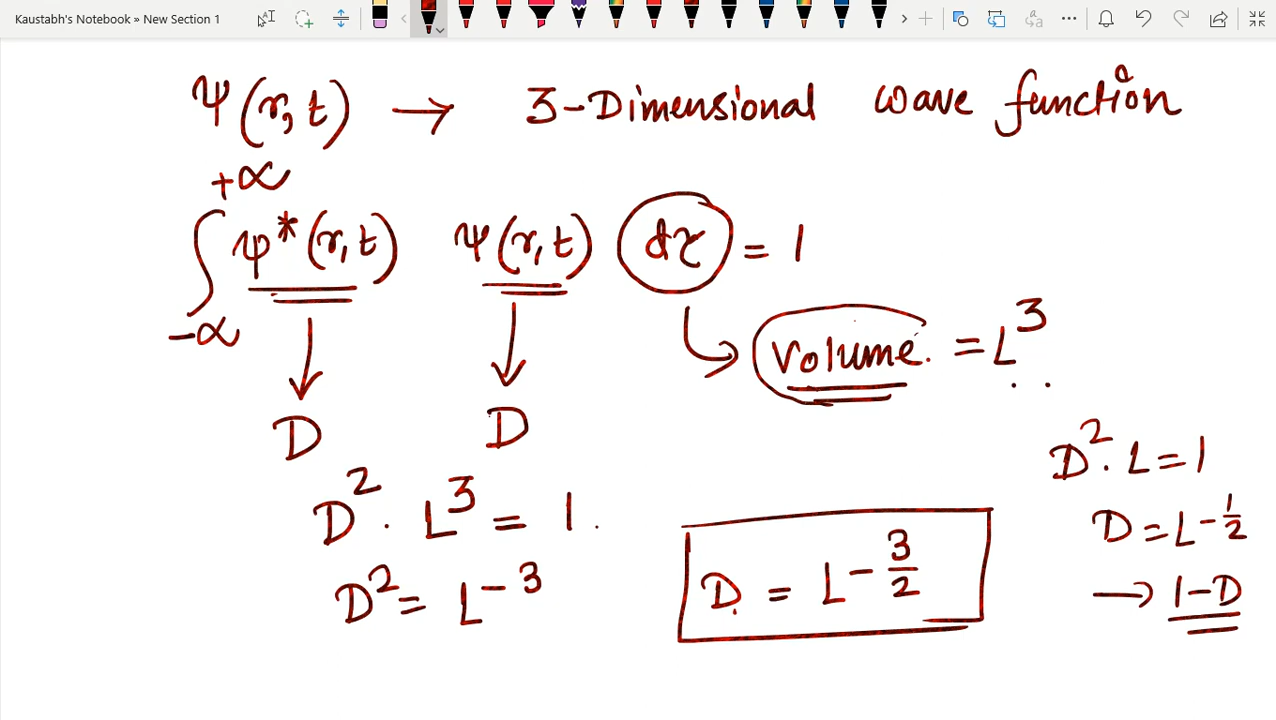 Kaustabh's Notebook » New Section 1
Ψ(r, t) → 3-Dimensional wave function
+∝
∫ ψ*(r, t) ψ(r, t) dτ = 1
-∝
volume. = L³
D D
D². L³ = 1.
D² = L⁻³
D = L^-3/2
D². L = 1
D = L^-1/2
→ 1-D